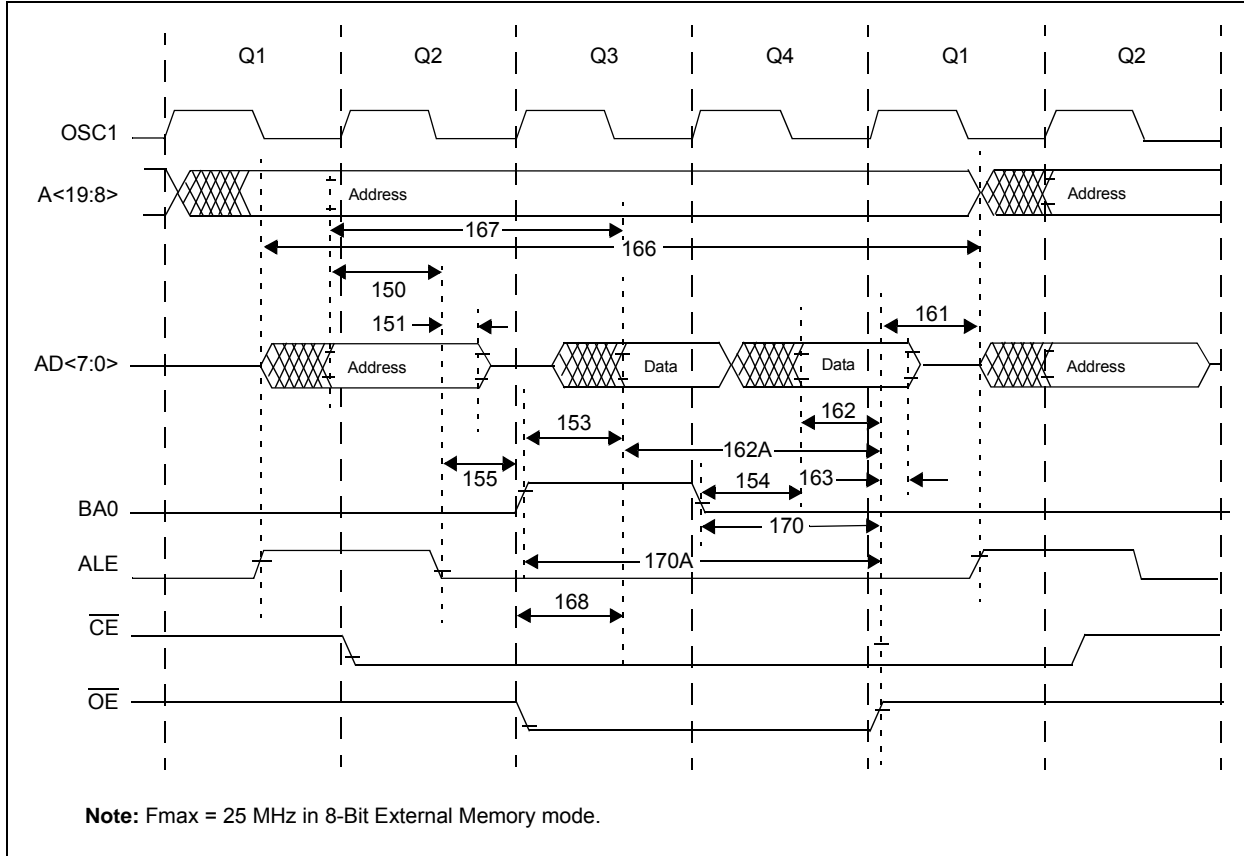 Q1 Q2 Q3 Q4 Q1 Q2
OSC1
A<19:8> Address Address
167
166
150
151 161
AD<7:0> Address Data Data Address
162
153 162A
155 154 163
BA0
170
ALE 170A
168
CE
OE
Note: Fmax = 25 MHz in 8-Bit External Memory mode.